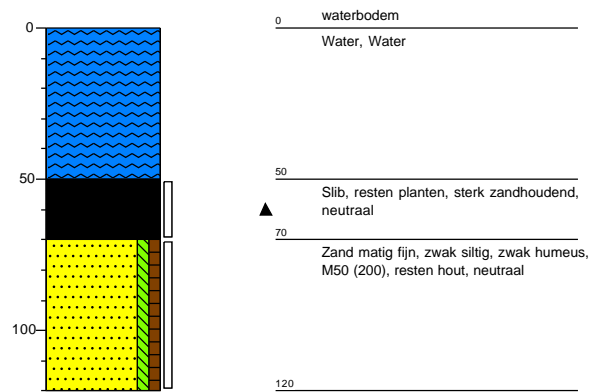 0
50
100
0
waterbodem
Water, Water
50
Slib, resten planten, sterk zandhoudend,
neutraal
70
Zand matig fijn, zwak siltig, zwak humeus,
M50 (200), resten hout, neutraal
120